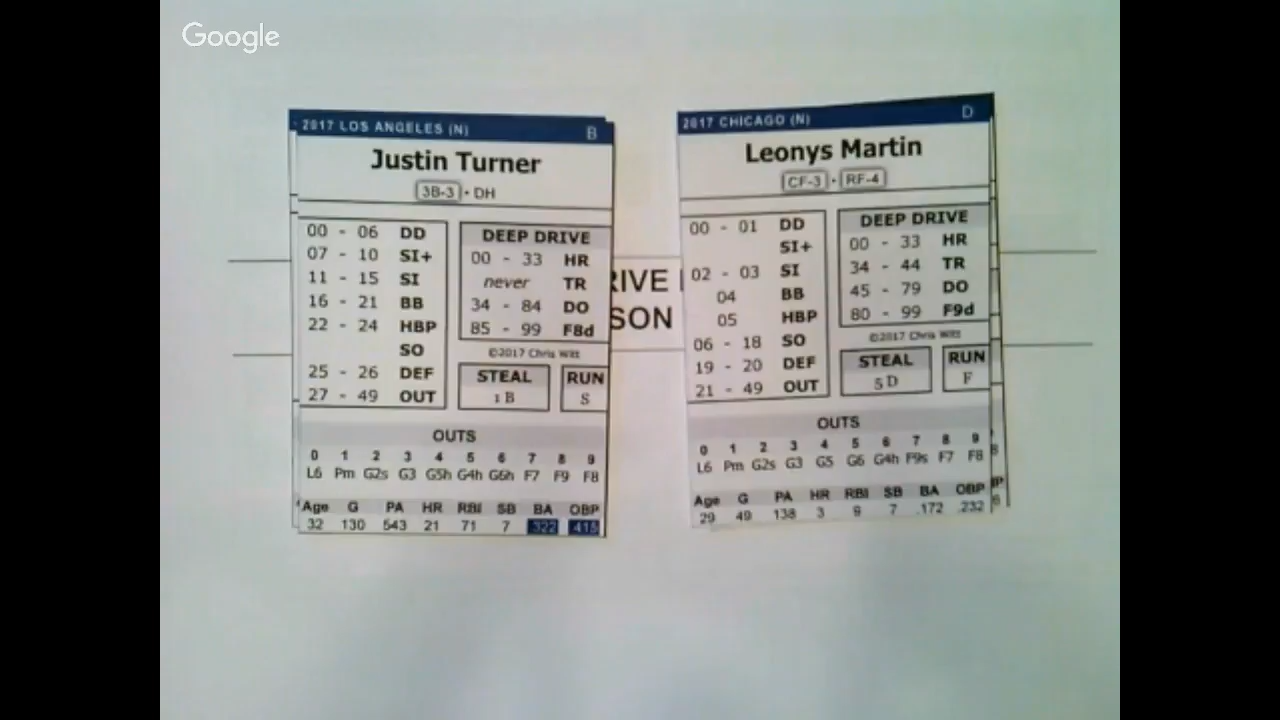 Google
2017 LOS ANGELES (N) B
Justin Turner
3B-3 • DH
00 - 06 DD
07 - 10 SI+
11 - 15 SI
16 - 21 BB
22 - 24 HBP
SO
25 - 26 DEF
27 - 49 OUT
DEEP DRIVE
00 - 33 HR
never TR
34 - 84 DO
85 - 99 F8d
©2017 Chris Witt
STEAL
1 B
RUN
S
OUTS
0 1 2 3 4 5 6 7 8 9
L6 Pm G2s G3 G5h G4h G6h F7 F9 F8
Age G PA HR RBI SB BA OBP
32 130 543 21 71 7 .322 .415
RIVE
SON
2017 CHICAGO (N) D
Leonys Martin
CF-3 • RF-4
00 - 01 DD
SI+
02 - 03 SI
04 BB
05 HBP
06 - 18 SO
19 - 20 DEF
21 - 49 OUT
DEEP DRIVE
00 - 33 HR
34 - 44 TR
45 - 79 DO
80 - 99 F9d
©2017 Chris Witt
STEAL
5 D
RUN
F
OUTS
0 1 2 3 4 5 6 7 8 9
L6 Pm G2s G3 G5 G6 G4h F9s F7 F8
Age G PA HR RBI SB BA OBP
29 49 138 3 9 7 .172 .232